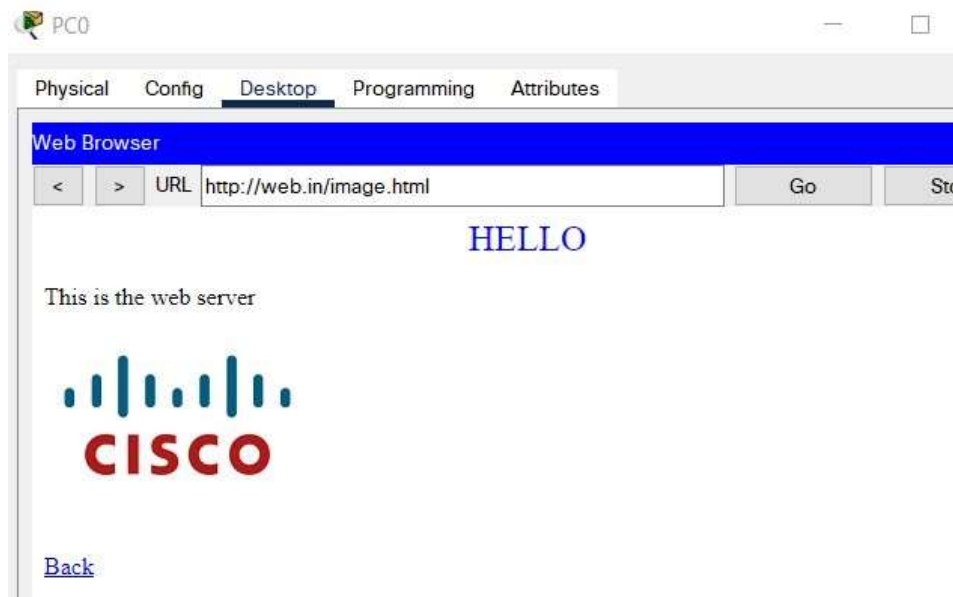 PC0
Physical Config Desktop Programming Attributes
Web Browser
< > URL http://web.in/image.html Go
HELLO
This is the web server
CISCO
Back